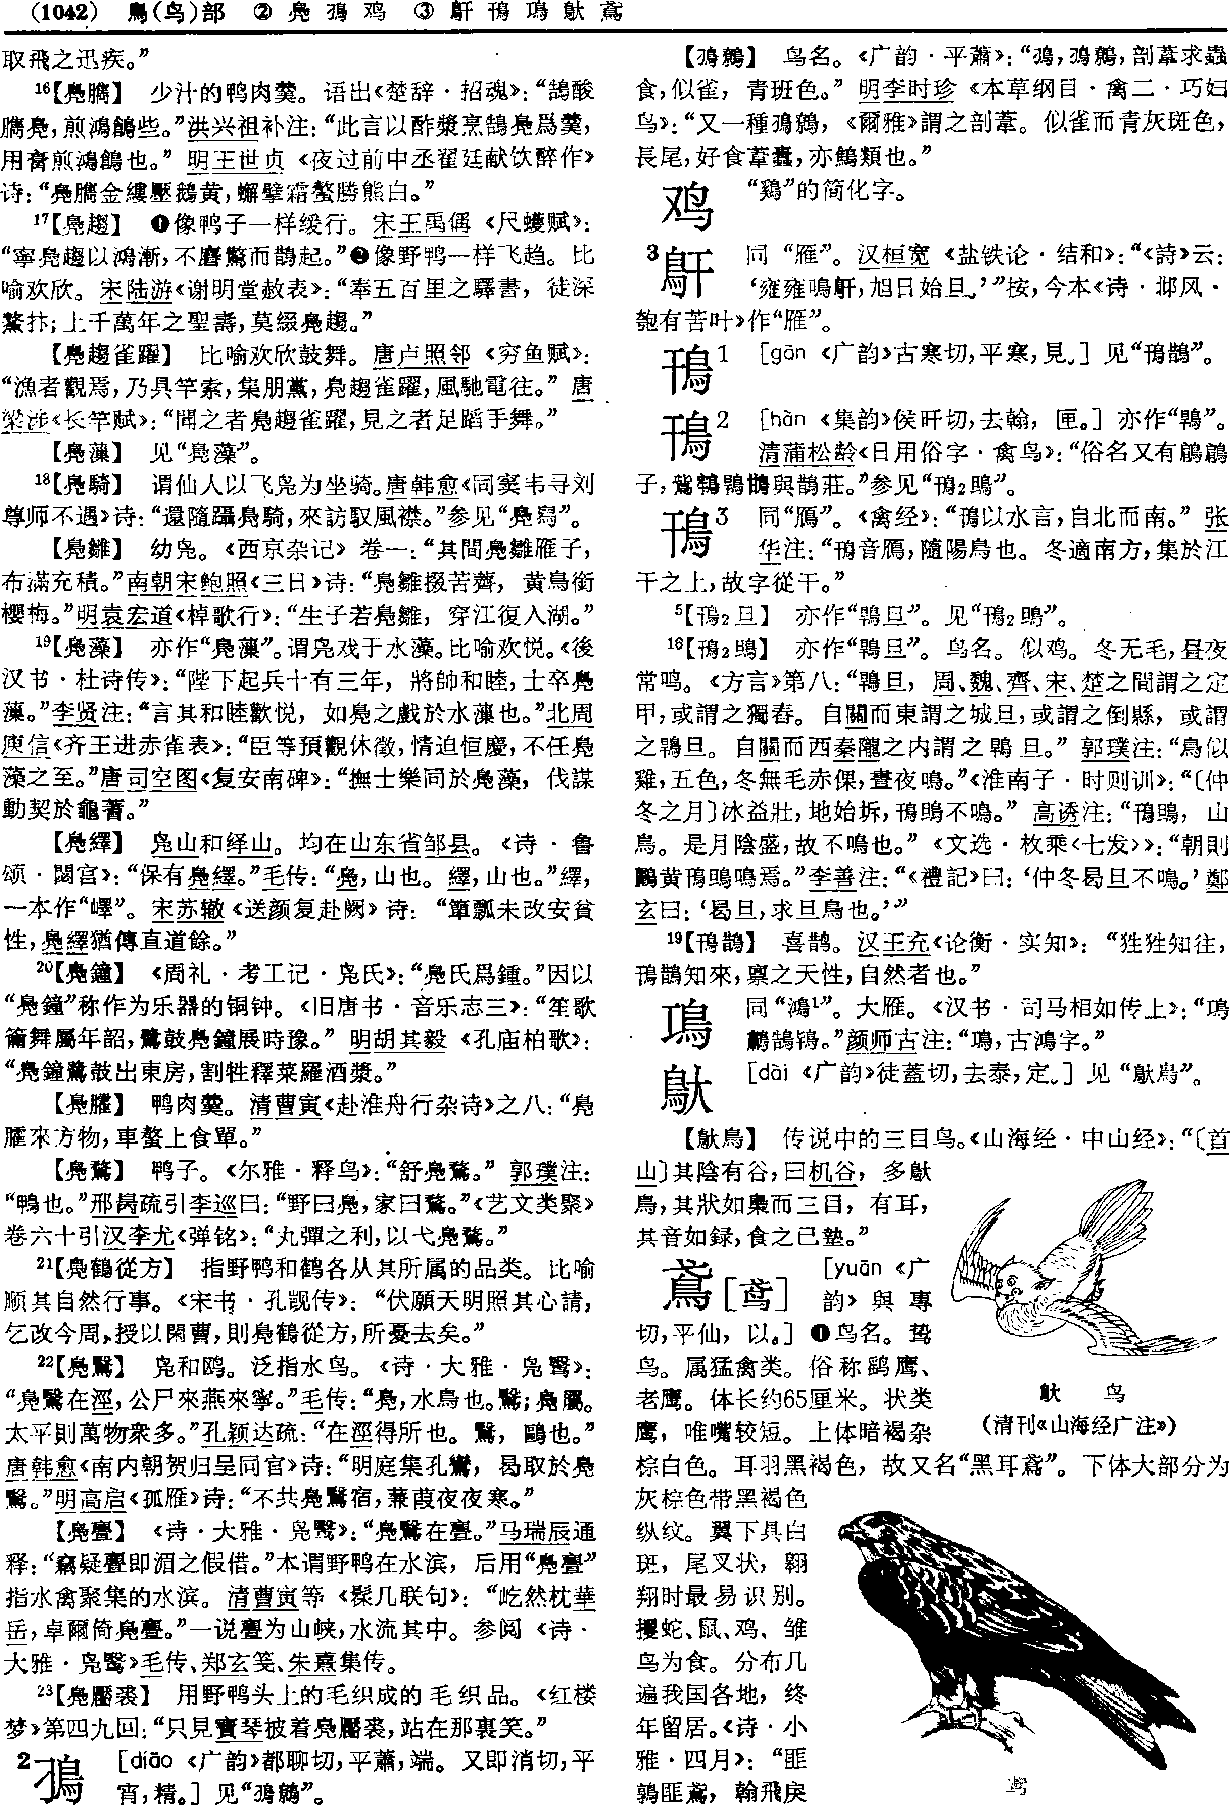 (1042) 鳥(鸟)部 ② 鳧 鳭 鸡 ③ 鳱 鳱 鳿 䲦 鳶
取飛之迅疾。”
16【鳧臇】 少汁的鸭肉羹。语出《楚辞·招魂》：“鵠酸
臇鳧，煎鴻鶬些。”洪兴祖补注：“此言以酢漿烹鵠鳧爲羹，
用膏煎鴻鶬也。” 明王世贞《夜过前中丞翟廷献饮醉作》
诗：“鳧臇金縷壓鵝黄，蠏擘霜螯勝熊白。”
17【鳧趨】 ❶像鸭子一样缓行。宋王禹偁《尺蠖赋》：
“寧鳧趨以鴻漸，不麏驚而鵲起。”❷像野鸭一样飞趋。比
喻欢欣。宋陆游《谢明堂赦表》：“奉五百里之驛書，徒深
鰲抃；上千萬年之聖壽，莫綴鳧趨。”
【鳧趨雀躍】 比喻欢欣鼓舞。唐卢照邻《穷鱼赋》：
“漁者觀焉，乃具竿索，集朋黨，鳧趨雀躍，風馳電往。” 唐
梁涉《长竿赋》：“聞之者鳧趨雀躍，見之者足蹈手舞。”
【鳧薻】 见“鳧藻”。
18【鳧騎】 谓仙人以飞凫为坐骑。唐韩愈《同窦韦寻刘
尊师不遇》诗：“還隨躡鳧騎，來訪馭風襟。”参见“鳧舄”。
【鳧雛】 幼凫。《西京杂记》卷一：“其間鳧雛雁子，
布滿充積。”南朝宋鲍照《三日》诗：“鳧雛掇苦薺，黄鳥銜
櫻梅。”明袁宏道《棹歌行》：“生子若鳧雛，穿江復入湖。”
19【鳧藻】 亦作“鳧薻”。谓凫戏于水藻。比喻欢悦。《後
汉书·杜诗传》：“陛下起兵十有三年，將帥和睦，士卒鳧
薻。”李贤注：“言其和睦歡悦，如鳧之戲於水藻也。”北周
庾信《齐王进赤雀表》：“臣等預觀休徵，情迫恒慶，不任鳧
藻之至。”唐司空图《复安南碑》：“撫士樂同於鳧藻，伐謀
動契於龜蓍。”
【鳧繹】 凫山和绎山。均在山东省邹县。《诗·鲁
颂·閟宫》：“保有鳧繹。”毛传：“鳧，山也。繹，山也。”繹，
一本作“嶧”。宋苏辙《送颜复赴阙》诗：“簞瓢未改安貧
性，鳧繹猶傳直道餘。”
20【鳧鐘】 《周礼·考工记·凫氏》：“鳧氏爲鍾。”因以
“鳧鐘”称作为乐器的铜钟。《旧唐书·音乐志三》：“笙歌
籥舞屬年韶，鷺鼓鳧鐘展時豫。” 明胡其毅《孔庙柏歌》：
“鳧鐘鷺鼓出東房，割牲釋菜羅酒漿。”
【鳧臛】 鸭肉羹。清曹寅《赴淮舟行杂诗》之八：“鳧
臛來方物，車螯上食單。”
【鳧鶩】 鸭子。《尔雅·释鸟》：“舒鳧鶩。” 郭璞注：
“鴨也。”邢昺疏引李巡曰：“野曰鳧，家曰鶩。”《艺文类聚》
卷六十引汉李尤《弹铭》：“丸彈之利，以弋鳧鶩。”
21【鳧鶴從方】 指野鸭和鹤各从其所属的品类。比喻
顺其自然行事。《宋书·孔觊传》：“伏願天明照其心請，
乞改今周，授以閑曹，則鳧鶴從方，所憂去矣。”
22【鳧鷖】 凫和鸥。泛指水鸟。《诗·大雅·凫鹥》：
“鳧鷖在涇，公尸來燕來寧。”毛传：“鳧，水鳥也。鷖；鳧屬。
太平則萬物衆多。”孔颖达疏：“在涇得所也。鷖，鷗也。”
唐韩愈《南内朝贺归呈同官》诗：“明庭集孔鸞，曷取於鳧
鷖。”明高启《孤雁》诗：“不共鳧鷖宿，蒹葭夜夜寒。”
【鳧亹】 《诗·大雅·凫鹥》：“鳧鷖在亹。”马瑞辰通
释：“竊疑亹即湄之假借。”本谓野鸭在水滨，后用“鳧亹”
指水禽聚集的水滨。清曹寅等《髹几联句》：“屹然枕華
岳，卓爾倚鳧亹。”一说亹为山峡，水流其中。参阅《诗·
大雅·凫鹥》毛传、郑玄笺、朱熹集传。
23【鳧靨裘】 用野鸭头上的毛织成的毛织品。《红楼
梦》第四九回：“只見寶琴披着鳧靨裘，站在那裏笑。”
2鳭 [diāo 《广韵》都聊切，平蕭，端。又即消切，平
宵，精。] 见“鳭鷯”。
【鳭鷯】 鸟名。《广韵·平萧》：“鳭，鳭鷯，剖葦求蟲
食，似雀，青班色。” 明李时珍《本草纲目·禽二·巧妇
鸟》：“又一種鳭鷯，《爾雅》謂之剖葦。似雀而青灰斑色，
長尾，好食葦蠹，亦鷦類也。”
鸡 “鷄”的简化字。
3鳱 同“雁”。汉桓宽《盐铁论·结和》：“《詩》云：
‘雍雍鳴鳱，旭日始旦。’”按，今本《诗·邶风·
匏有苦叶》作“雁”。
鳱1 [gān 《广韵》古寒切，平寒，見。] 见“鳱鵲”。
鳱2 [hàn 《集韵》侯旰切，去翰，匣。] 亦作“鶡”。
清蒲松龄《日用俗字·禽鸟》：“俗名又有鸕鷀
子，鴛鵪鶡鴠與鵲莊。”参见“鳱2鴠”。
鳱3 同“鴈”。《禽经》：“鳱以水言，自北而南。” 张
华注：“鳱音鴈，隨陽鳥也。冬適南方，集於江
干之上，故字從干。”
5【鳱2旦】 亦作“鶡旦”。见“鳱2鴠”。
16【鳱2鴠】 亦作“鶡旦”。鸟名。似鸡。冬无毛，昼夜
常鸣。《方言》第八：“鶡旦，周、魏、齊、宋、楚之間謂之定
甲，或謂之獨舂。自關而東謂之城旦，或謂之倒縣，或謂
之鶡旦。自關而西秦隴之内謂之鶡旦。” 郭璞注：“鳥似
雞，五色，冬無毛赤倮，晝夜鳴。”《淮南子·时则训》：“〔仲
冬之月〕冰益壯，地始坼，鳱鴠不鳴。” 高诱注：“鳱鴠，山
鳥。是月陰盛，故不鳴也。” 《文选·枚乘〈七发〉》：“朝則
鸝黄鳱鴠鳴焉。”李善注：“《禮記》曰：‘仲冬曷旦不鳴。’鄭
玄曰：‘曷旦，求旦鳥也。’”
19【鳱鵲】 喜鹊。汉王充《论衡·实知》：“狌狌知往，
鳱鵲知來，禀之天性，自然者也。”
鳿 同“鴻1”。大雁。《汉书·司马相如传上》：“鳿
鷫鵠鴇。”颜师古注：“鳿，古鴻字。”
䲦 [dài 《广韵》徒蓋切，去泰，定。] 见“䲦鳥”。
【䲦鳥】 传说中的三目鸟。《山海经·中山经》：“〔首
山〕其陰有谷，曰机谷，多䲦
鳥，其狀如梟而三目，有耳，
其音如録，食之已墊。”
䲦 鸟
（清刊《山海经广注》）
鳶[鸢] [yuān 《广
韵》與專
切，平仙，以。] ❶鸟名。鸷
鸟。属猛禽类。俗称鹞鹰、
老鹰。体长约65厘米。状类
鹰，唯嘴较短。上体暗褐杂
棕白色。耳羽黑褐色，故又名“黑耳鳶”。下体大部分为
灰棕色带黑褐色
纵纹。翼下具白
斑，尾叉状，翱
翔时最易识别。
攫蛇、鼠、鸡、雏
鸟为食。分布几
遍我国各地，终
年留居。《诗·小
雅·四月》：“匪
鶉匪鳶，翰飛戾
鸢